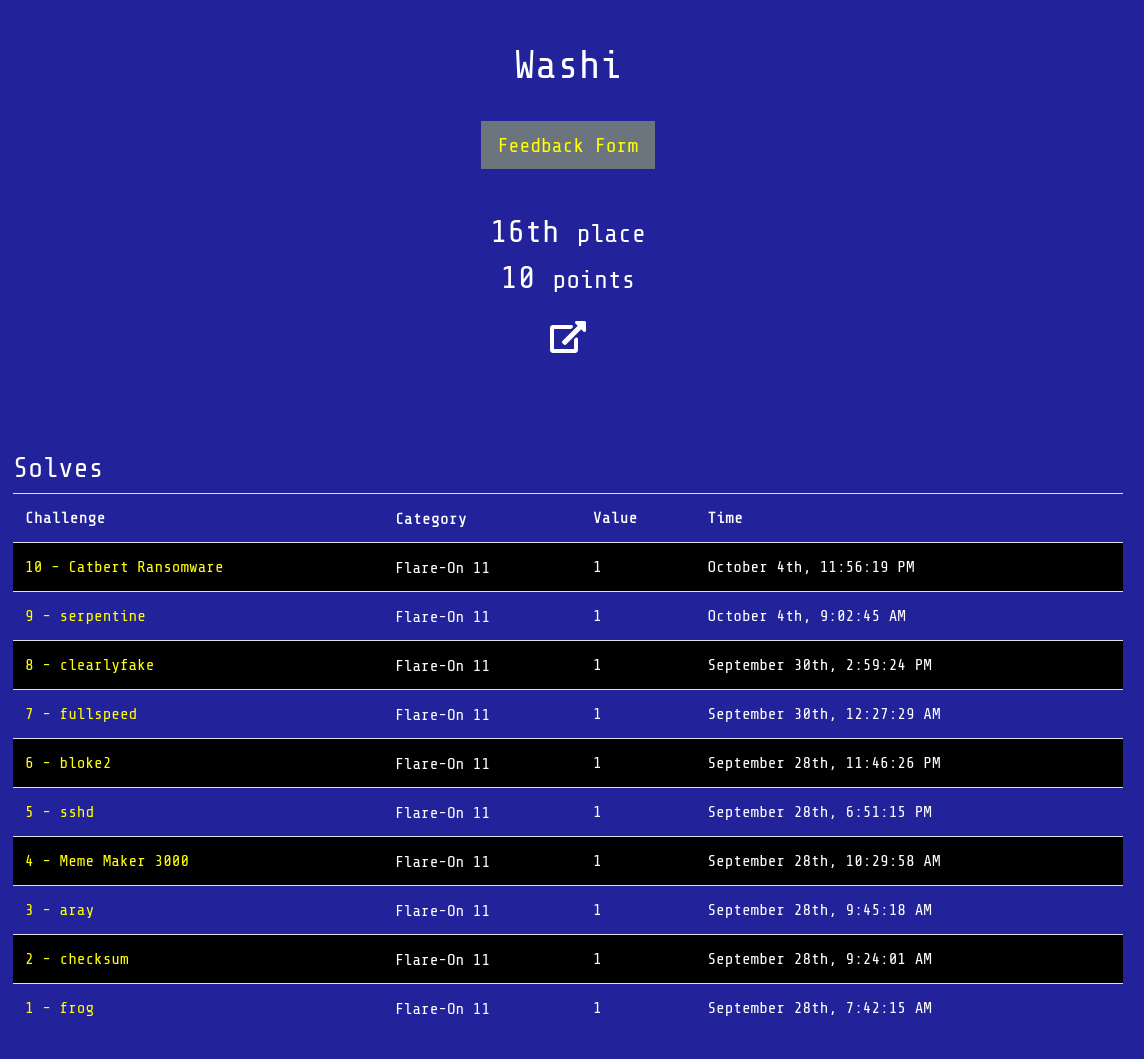 Washi
Feedback Form
16th place
10 points
Solves
Challenge Category Value Time
10 - Catbert Ransomware Flare-On 11 1 October 4th, 11:56:19 PM
9 - serpentine Flare-On 11 1 October 4th, 9:02:45 AM
8 - clearlyfake Flare-On 11 1 September 30th, 2:59:24 PM
7 - fullspeed Flare-On 11 1 September 30th, 12:27:29 AM
6 - bloke2 Flare-On 11 1 September 28th, 11:46:26 PM
5 - sshd Flare-On 11 1 September 28th, 6:51:15 PM
4 - Meme Maker 3000 Flare-On 11 1 September 28th, 10:29:58 AM
3 - aray Flare-On 11 1 September 28th, 9:45:18 AM
2 - checksum Flare-On 11 1 September 28th, 9:24:01 AM
1 - frog Flare-On 11 1 September 28th, 7:42:15 AM